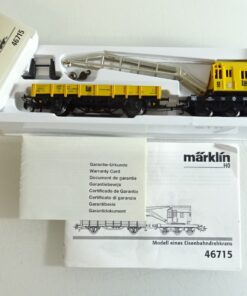 46715
Garantie-Urkunde
Warranty Card
Document de garantie
Garantiebewijs
Certificado de Garantía
Certificato di garanzia
Garantibevis
Garantidokument
märklin
H0
Modell eines Eisenbahndrehkrans
46715